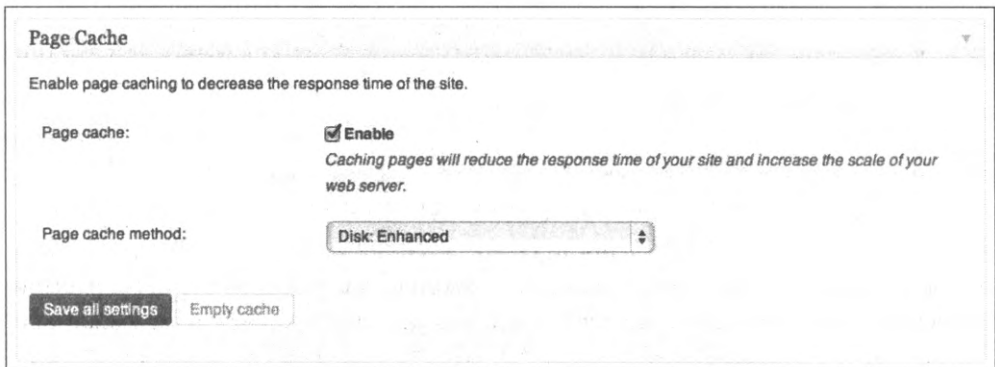 Page Cache
Enable page caching to decrease the response time of the site.
Page cache:
Enable
Caching pages will reduce the response time of your site and increase the scale of your
web server.
Page cache method:
Disk: Enhanced
Save all settings
Empty cache